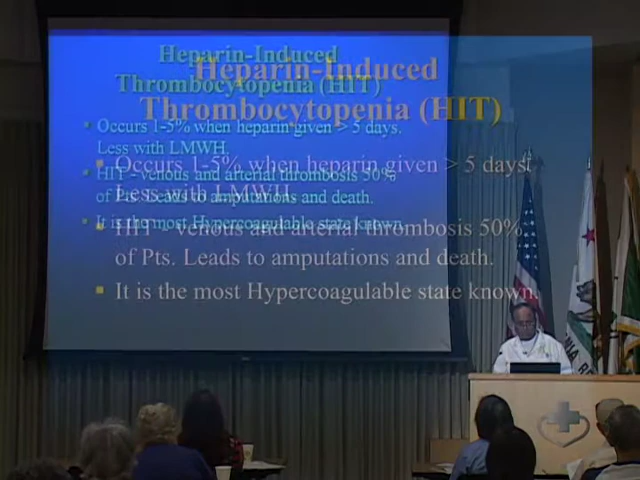 Heparin-Induced
Thrombocytopenia (HIT)
▪ Occurs 1-5% when heparin given > 5 days.
Less with LMWH.
▪ HIT - venous and arterial thrombosis 50%
of Pts. Leads to amputations and death.
▪ It is the most Hypercoagulable state known.
Heparin-Induced
Thrombocytopenia (HIT)
▪ Occurs 1-5% when heparin given > 5 days.
Less with LMWH.
▪ HIT - venous and arterial thrombosis 50%
of Pts. Leads to amputations and death.
▪ It is the most Hypercoagulable state known.